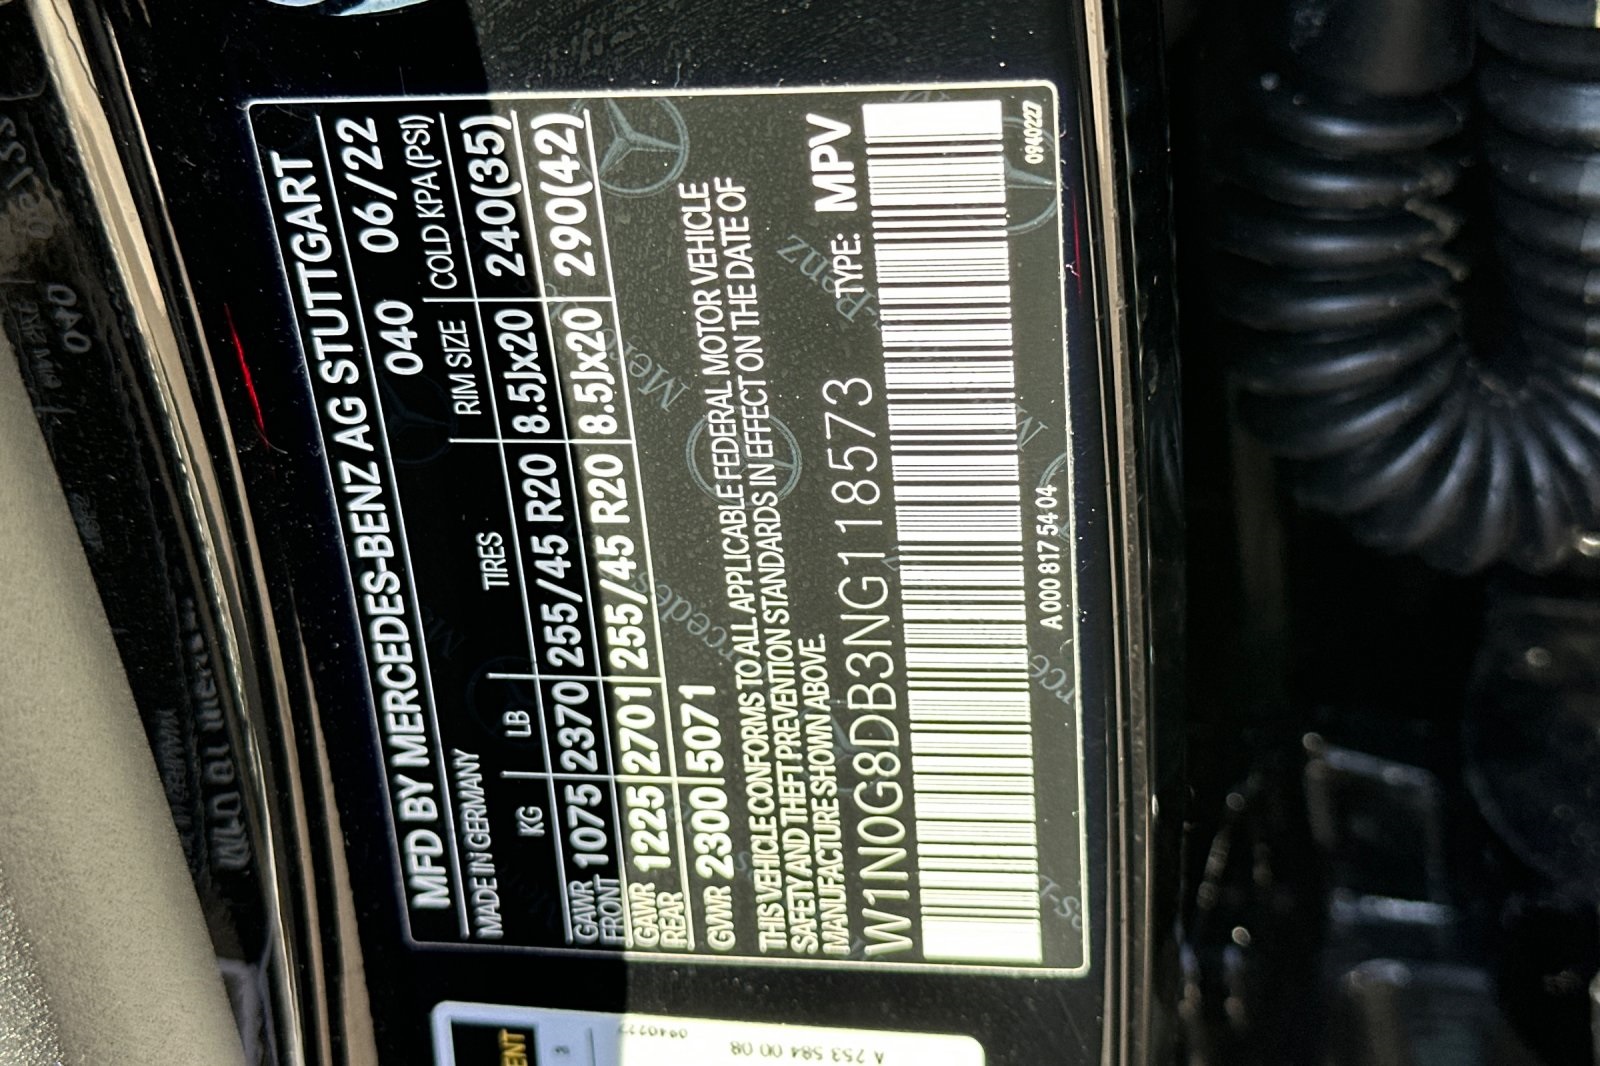 MFD BY MERCEDES-BENZ AG STUTTGART
MADE IN GERMANY 040 06/22
KG LB TIRES RIM SIZE COLD KPA (PSI)
GAWR FRONT 1075 2370 255/45 R20 8.5Jx20 240(35)
GAWR REAR 1225 2701 255/45 R20 8.5Jx20 290(42)
GVWR 2300 5071
THIS VEHICLE CONFORMS TO ALL APPLICABLE FEDERAL MOTOR VEHICLE
SAFETY AND THEFT PREVENTION STANDARDS IN EFFECT ON THE DATE OF
MANUFACTURE SHOWN ABOVE.
W1N0G8DB3NG118573 TYPE: MPV
A 000 817 54 04 0940227
A 253 584 00 08